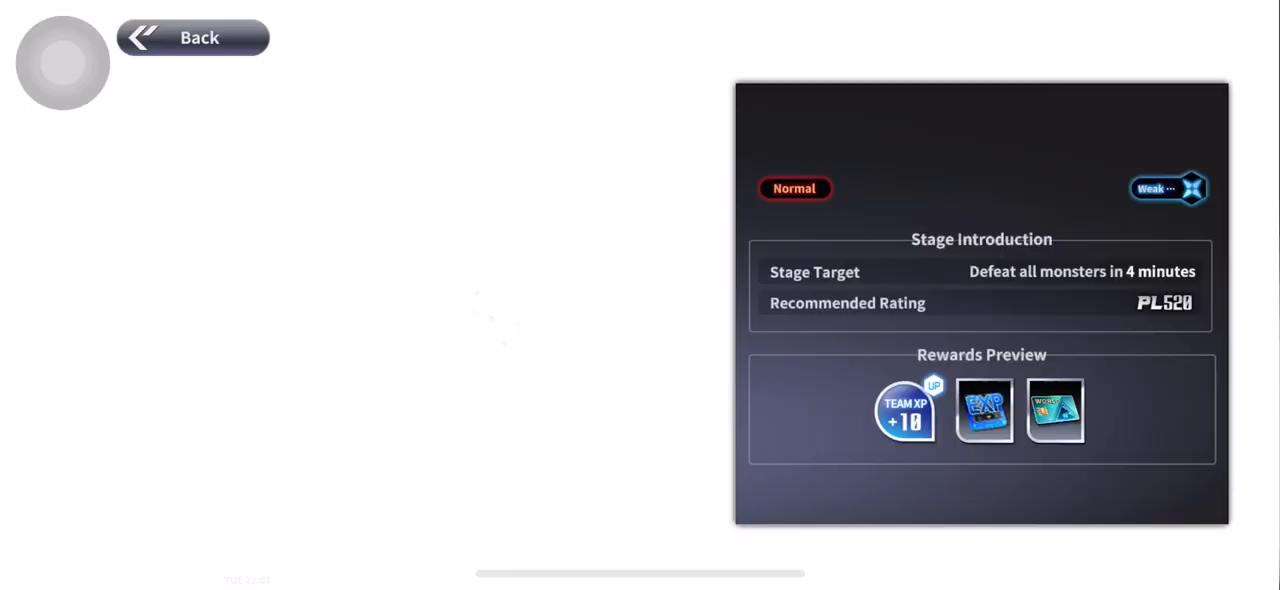 Back
Normal
Weak ···
Stage Introduction
Stage Target
Defeat all monsters in 4 minutes
Recommended Rating
PL520
Rewards Preview
UP
TEAM XP
+10
EXP
WORLD